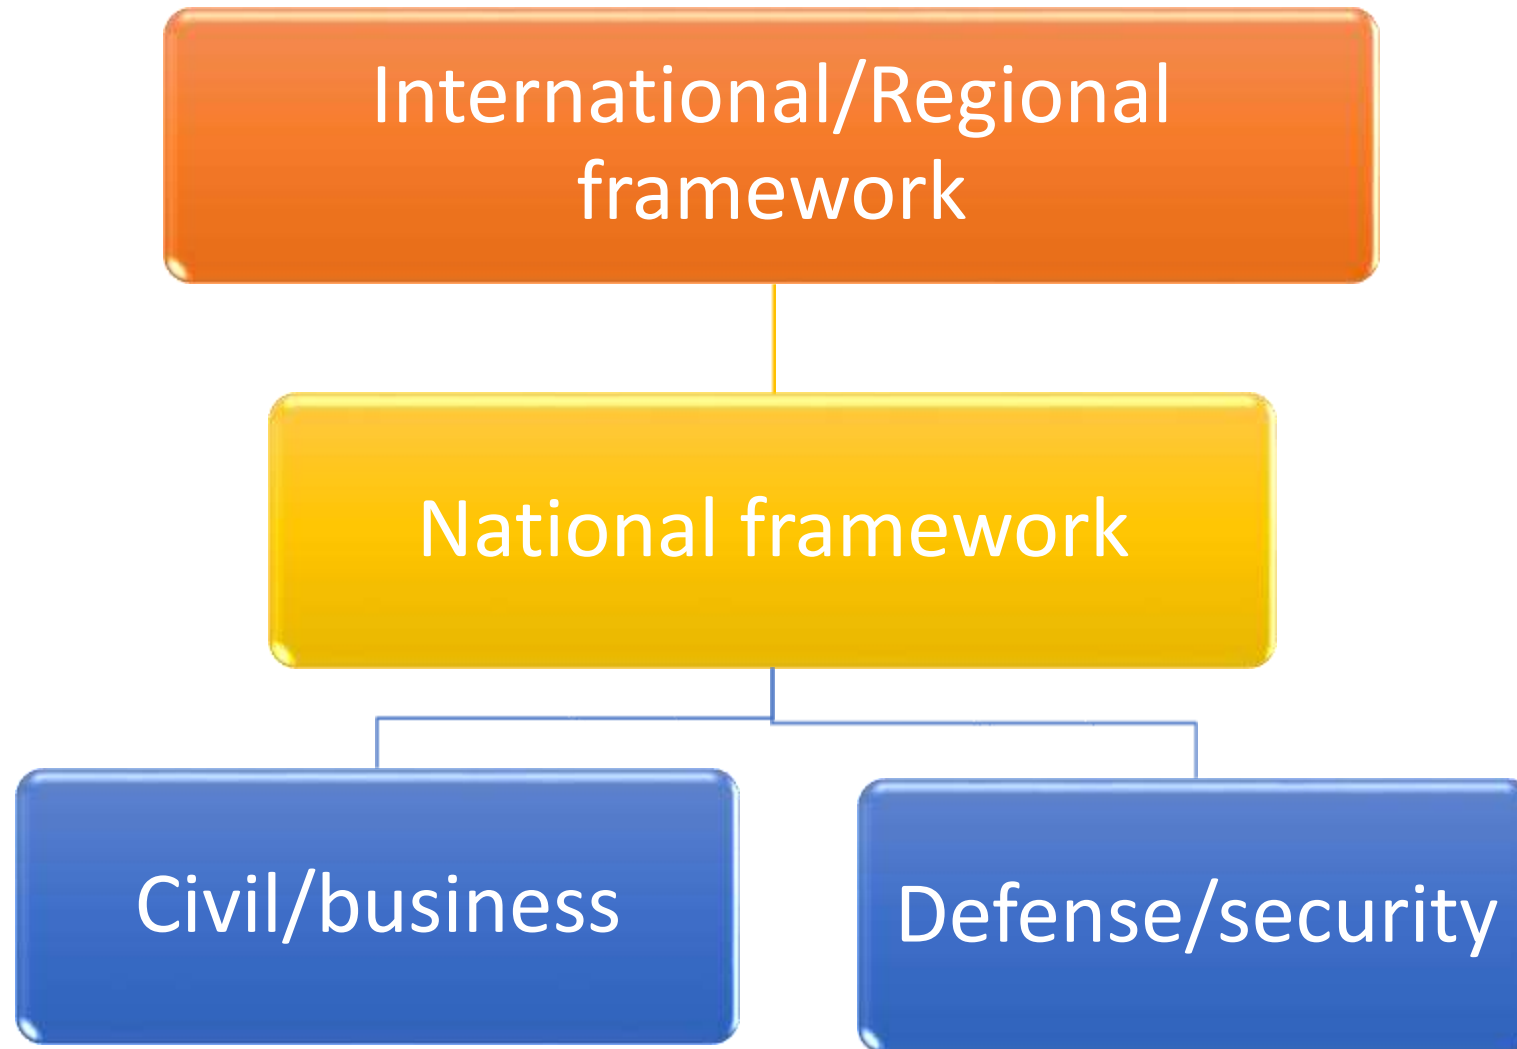 International/Regional
framework
National framework
Civil/business
Defense/security